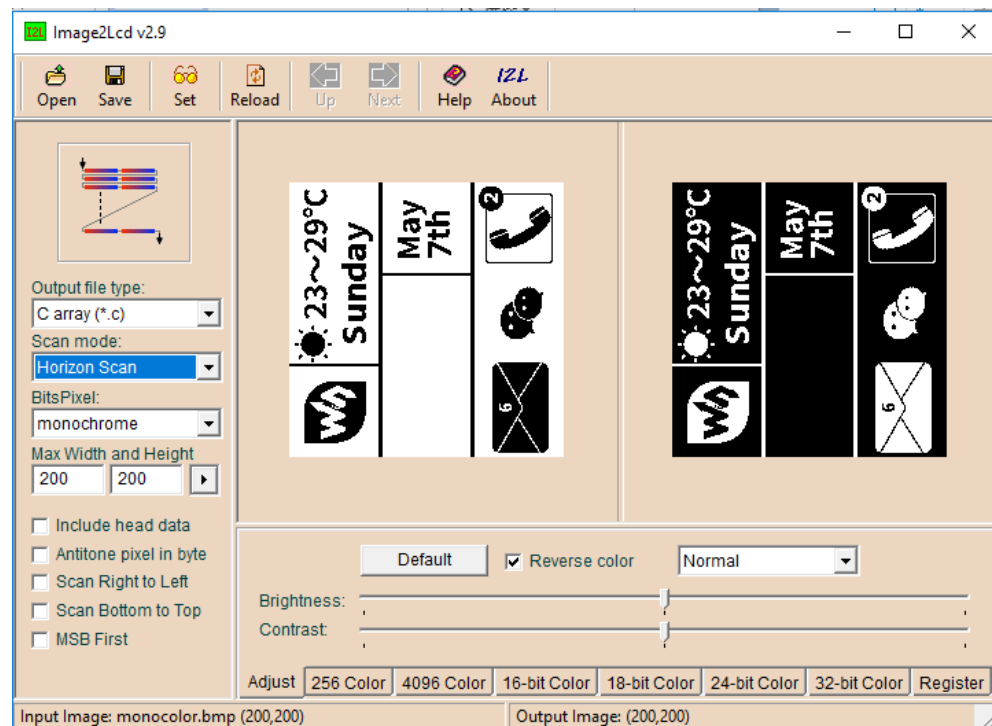 Image2Lcd v2.9
Open Save Set Reload Up Next Help About
I2L
Output file type:
C array (*.c)
Scan mode:
Horizon Scan
BitsPixel:
monochrome
Max Width and Height
200 200
Include head data
Antitone pixel in byte
Scan Right to Left
Scan Bottom to Top
MSB First
23~29°C
Sunday
May
7th
2
6
23~29°C
Sunday
May
7th
2
6
Default Reverse color Normal
Brightness:
Contrast:
Adjust 256 Color 4096 Color 16-bit Color 18-bit Color 24-bit Color 32-bit Color Register
Input Image: monocolor.bmp (200,200) Output Image: (200,200)